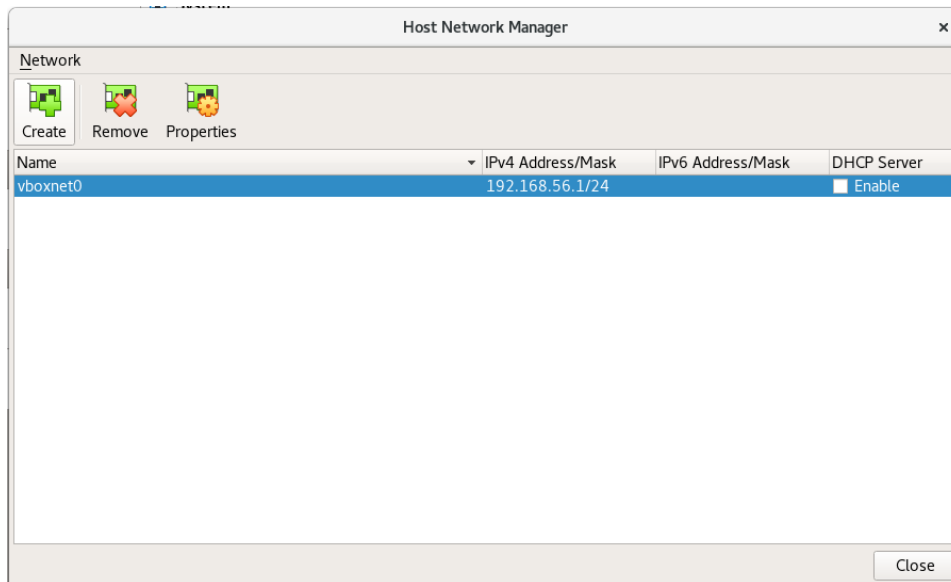 Host Network Manager ×
Network
Create Remove Properties
Name IPv4 Address/Mask IPv6 Address/Mask DHCP Server
vboxnet0 192.168.56.1/24 Enable
Close